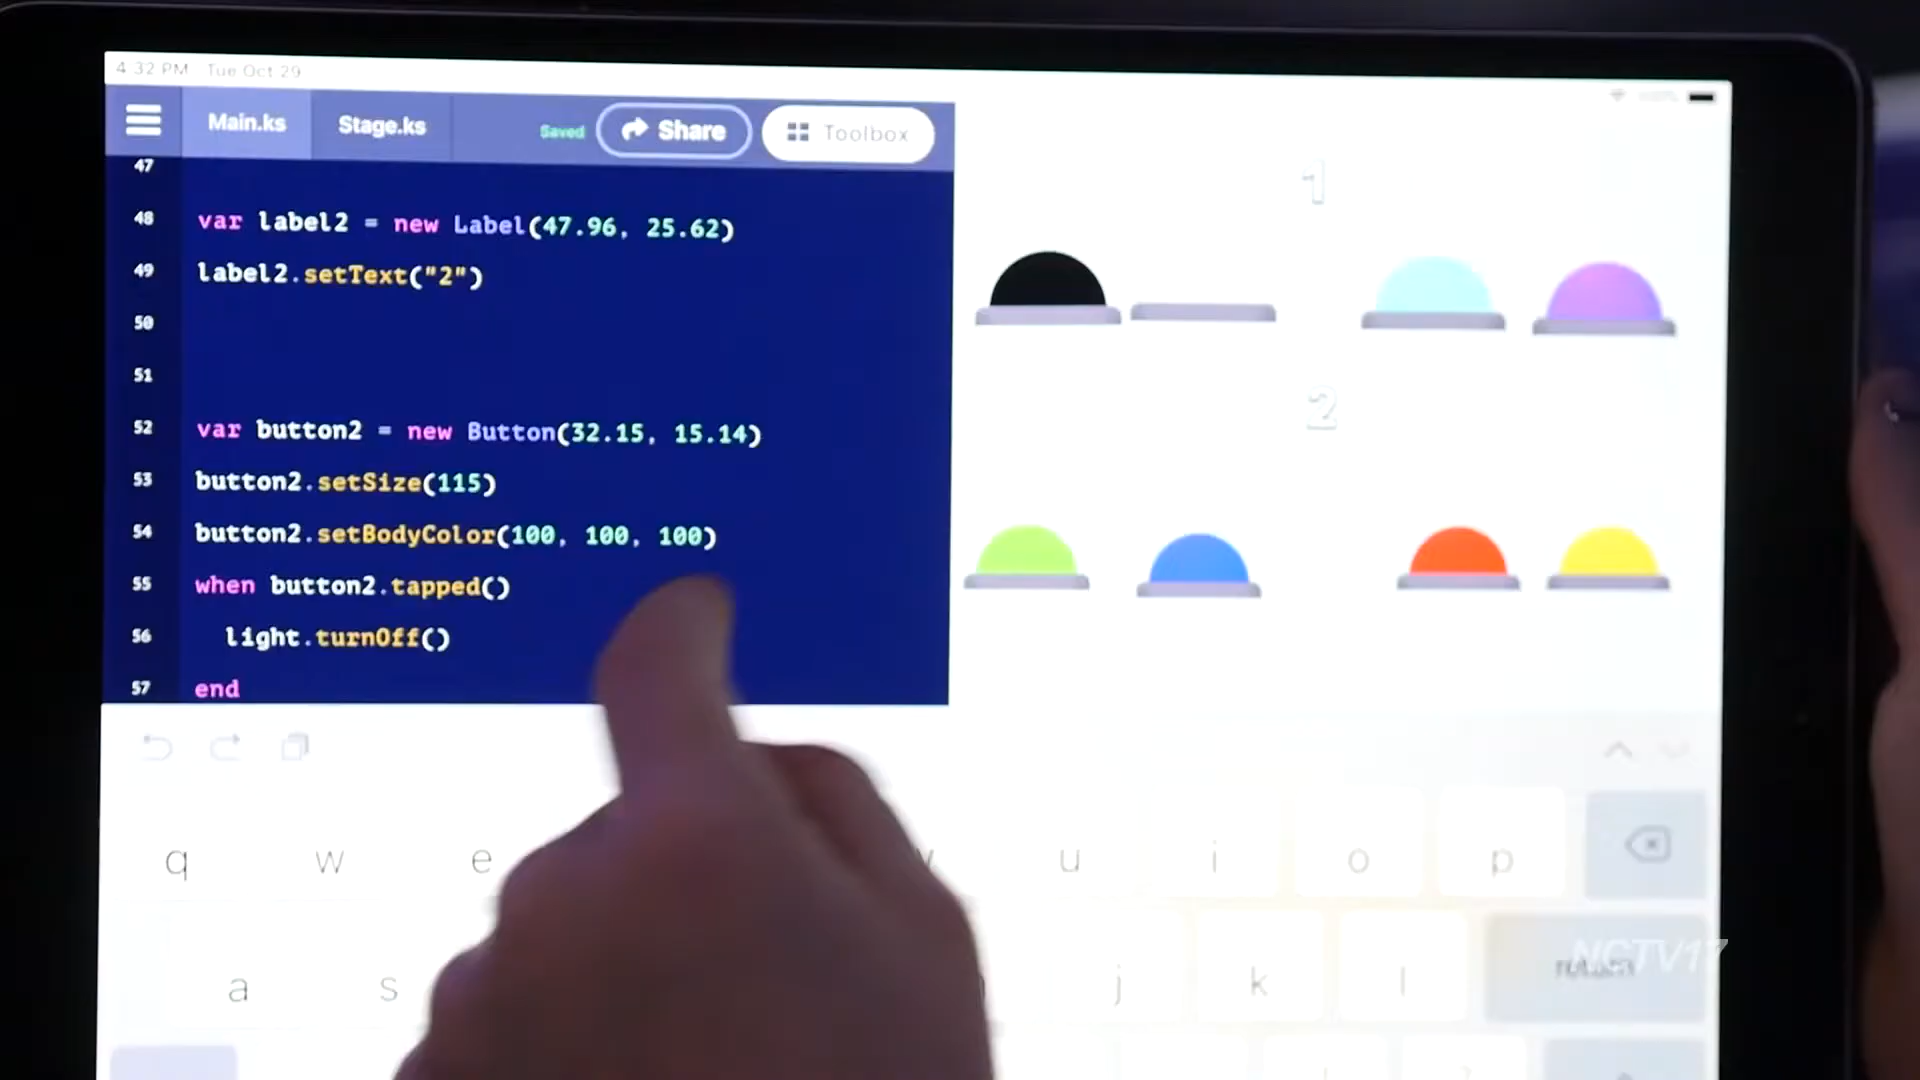 4:32 PM Tue Oct 29
Main.ks Stage.ks Saved Share Toolbox
47
48 var label2 = new Label(47.96, 25.62)
49 label2.setText("2")
50
51
52 var button2 = new Button(32.15, 15.14)
53 button2.setSize(115)
54 button2.setBodyColor(100, 100, 100)
55 when button2.tapped()
56 light.turnOff()
57 end
1
2
q w e u i o p
a s j k l return
NCTV17